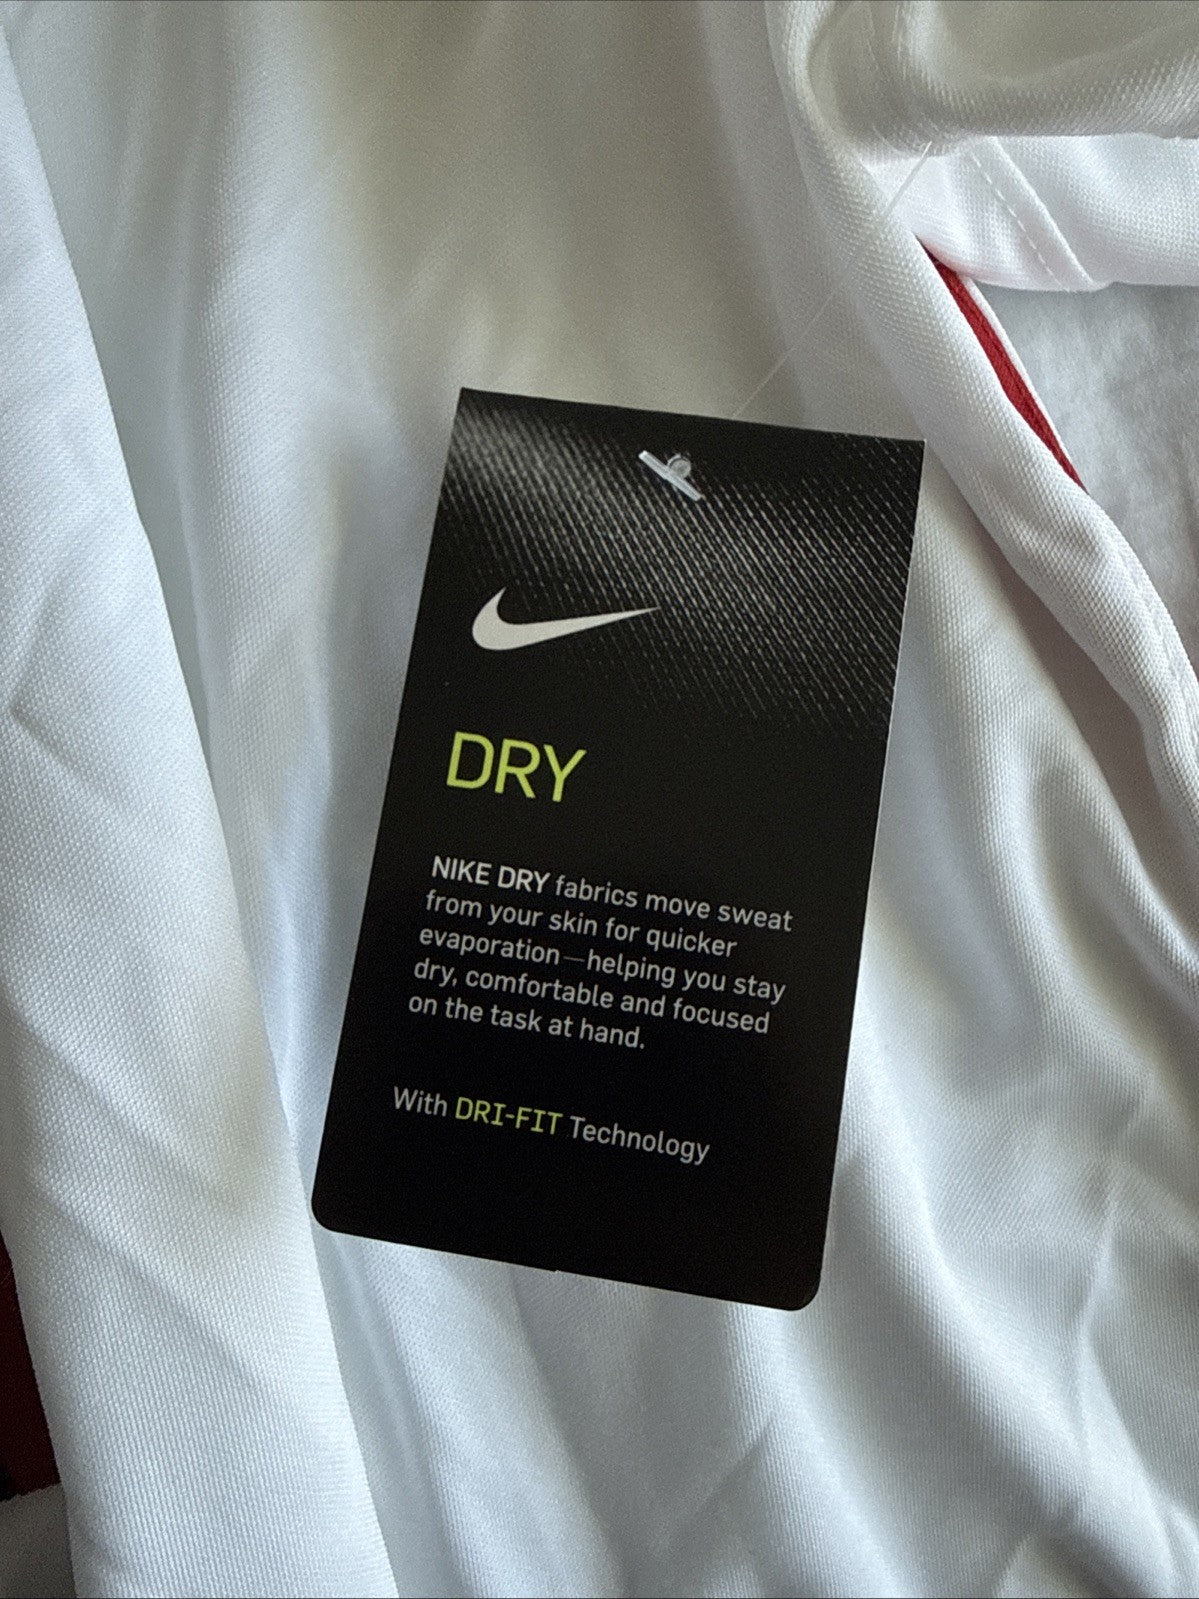 DRY
NIKE DRY fabrics move sweat
from your skin for quicker
evaporation—helping you stay
dry, comfortable and focused
on the task at hand.
With DRI-FIT Technology